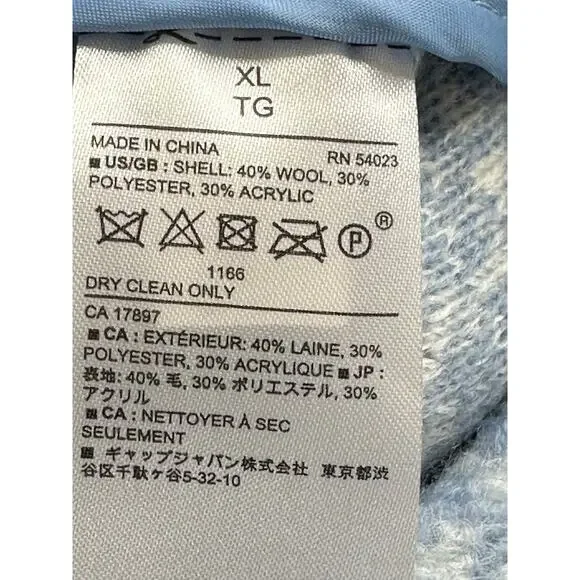 XL
TG
MADE IN CHINA RN 54023
US/GB : SHELL: 40% WOOL, 30%
POLYESTER, 30% ACRYLIC
P ®
1166
DRY CLEAN ONLY
CA 17897
CA : EXTÉRIEUR: 40% LAINE, 30%
POLYESTER, 30% ACRYLIQUE ■ JP :
表地: 40% 毛, 30% ポリエステル, 30%
アクリル
CA : NETTOYER À SEC
SEULEMENT
ギャップジャパン株式会社 東京都渋
谷区千駄ヶ谷5-32-10